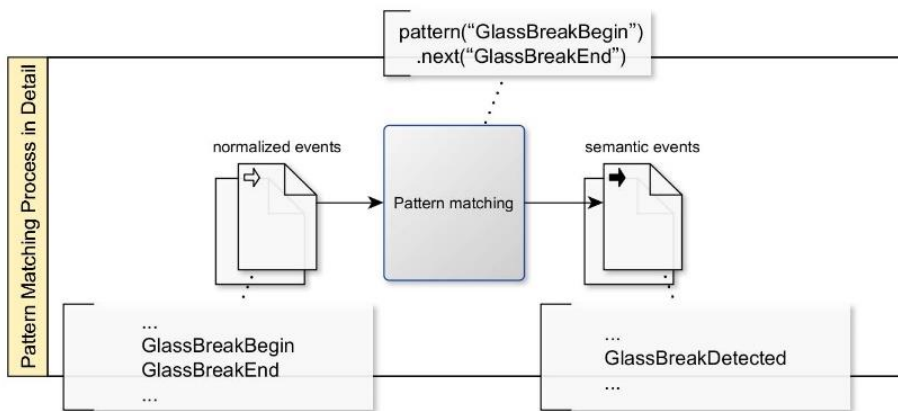 pattern(“GlassBreakBegin”)
.next(“GlassBreakEnd”)
Pattern Matching Process in Detail
normalized events
semantic events
Pattern matching
...
GlassBreakBegin
GlassBreakEnd
...
...
GlassBreakDetected
...